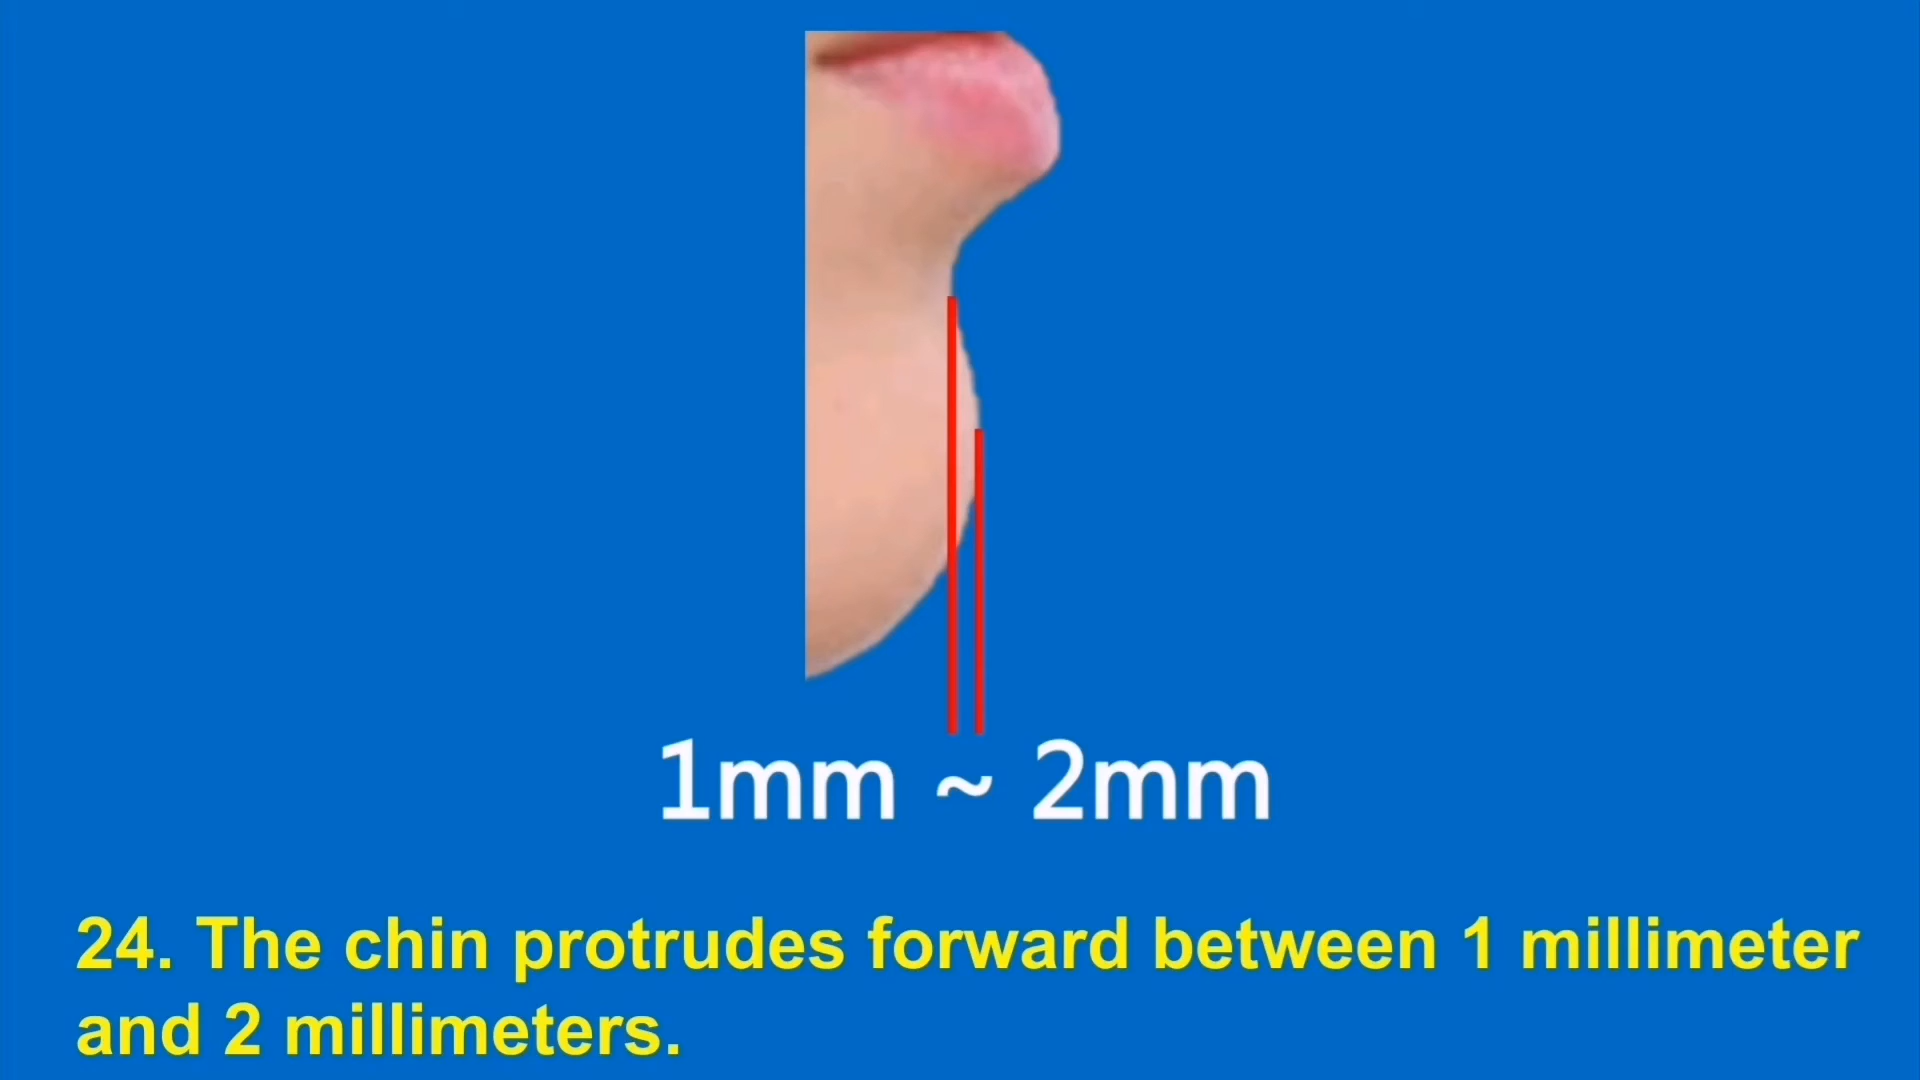 1mm ~ 2mm
24. The chin protrudes forward between 1 millimeter
and 2 millimeters.